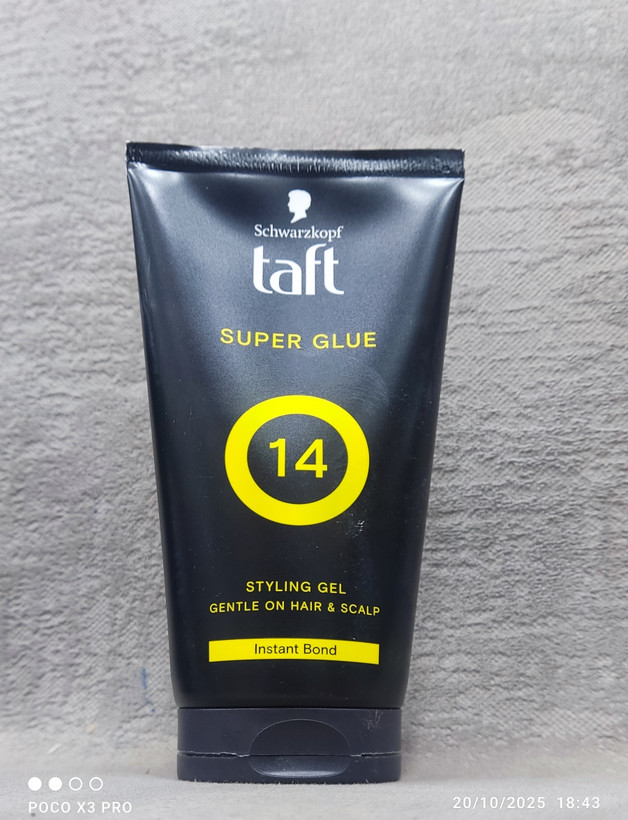 Schwarzkopf
taft
SUPER GLUE
14
STYLING GEL
GENTLE ON HAIR & SCALP
Instant Bond
POCO X3 PRO
20/10/2025 18:43